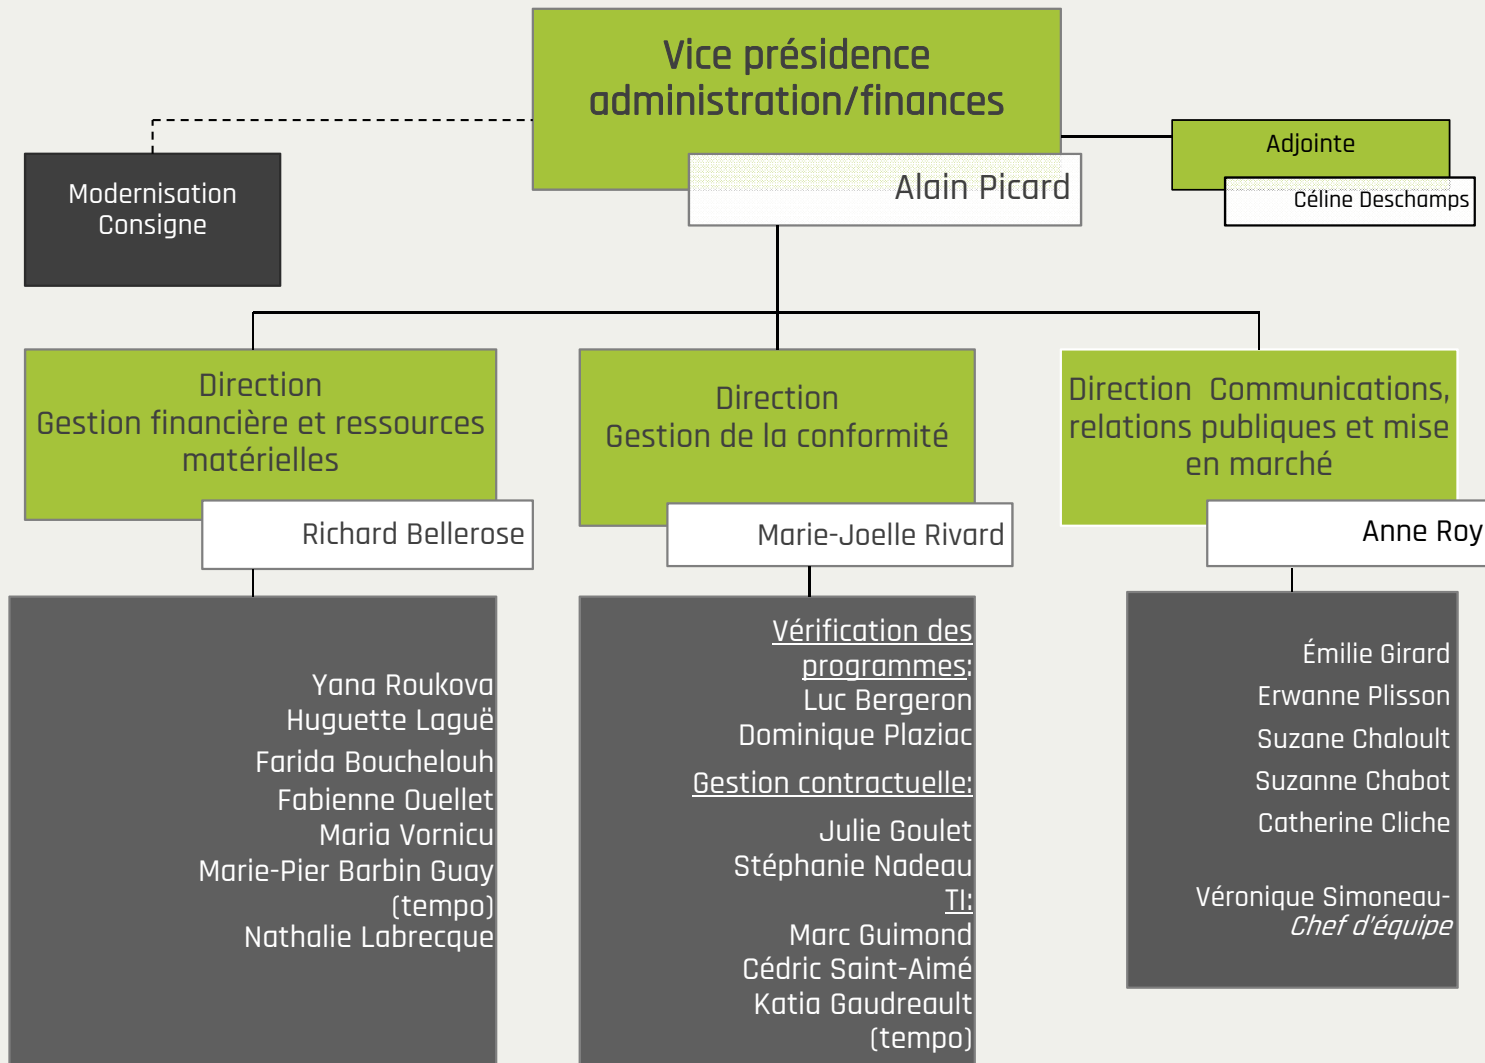 Vice présidence
administration/finances
Alain Picard
Adjointe
Céline Deschamps
Modernisation
Consigne
Direction
Gestion financière et ressources
matérielles
Richard Bellerose
Yana Roukova
Huguette Laguë
Farida Bouchelouh
Fabienne Ouellet
Maria Vornicu
Marie-Pier Barbin Guay
(tempo)
Nathalie Labrecque
Direction
Gestion de la conformité
Marie-Joelle Rivard
Vérification des
programmes:
Luc Bergeron
Dominique Plaziac
Gestion contractuelle:
Julie Goulet
Stéphanie Nadeau
TI:
Marc Guimond
Cédric Saint-Aimé
Katia Gaudreault
(tempo)
Direction  Communications,
relations publiques et mise
en marché
Anne Roy
Émilie Girard
Erwanne Plisson
Suzane Chaloult
Suzanne Chabot
Catherine Cliche
Véronique Simoneau-
Chef d'équipe